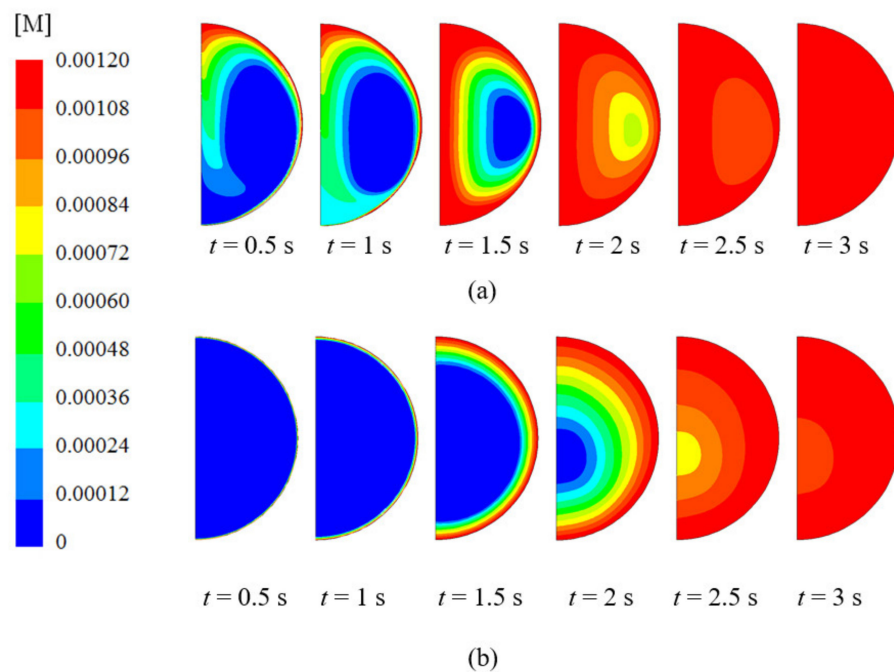 [M]
0.00120
0.00108
0.00096
0.00084
0.00072
0.00060
0.00048
0.00036
0.00024
0.00012
0
t = 0.5 s t = 1 s t = 1.5 s t = 2 s t = 2.5 s t = 3 s
(a)
t = 0.5 s t = 1 s t = 1.5 s t = 2 s t = 2.5 s t = 3 s
(b)